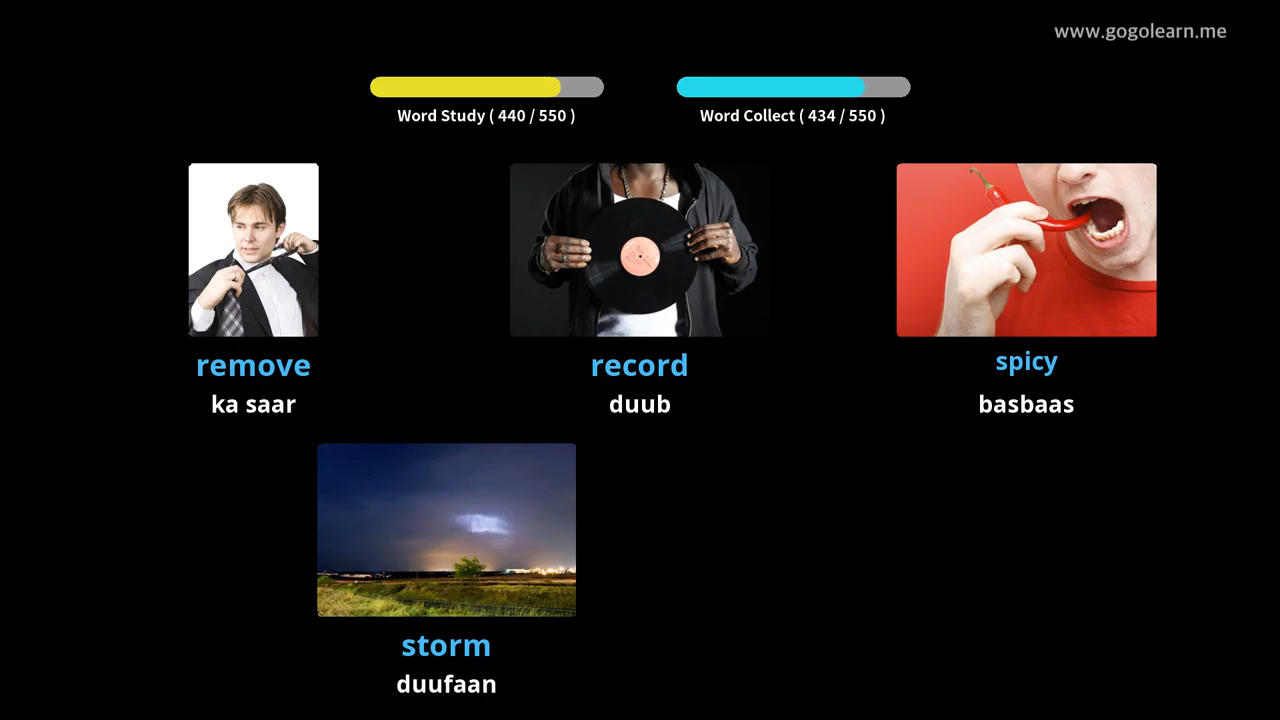 www.gogolearn.me
Word Study ( 440 / 550 )
Word Collect ( 434 / 550 )
remove
ka saar
record
duub
spicy
basbaas
storm
duufaan